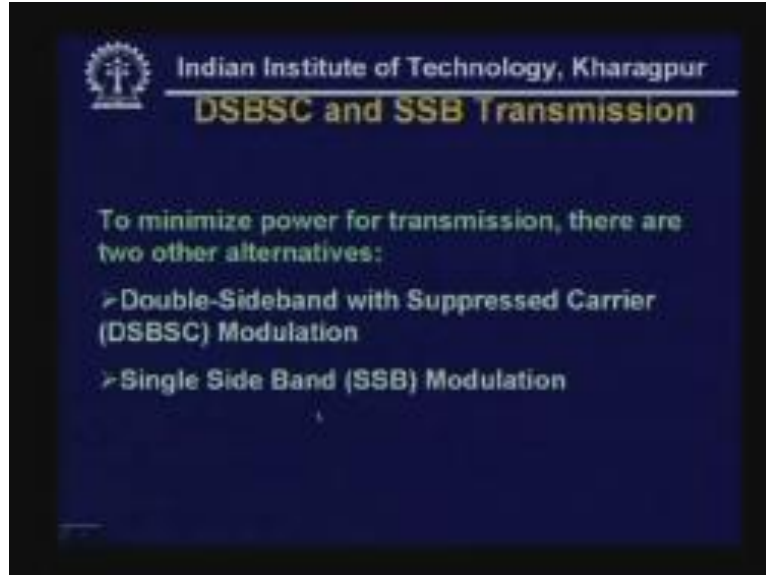 Indian Institute of Technology, Kharagpur
DSBSC and SSB Transmission
To minimize power for transmission, there are
two other alternatives:
➢Double-Sideband with Suppressed Carrier
(DSBSC) Modulation
➢Single Side Band (SSB) Modulation